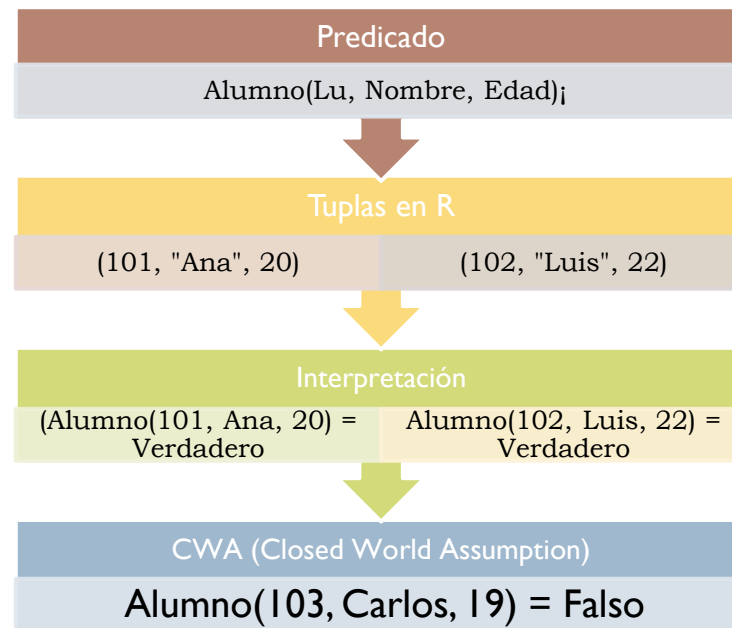 Predicado
Alumno(Lu, Nombre, Edad)¡
Tuplas en R
(101, "Ana", 20)
(102, "Luis", 22)
Interpretación
(Alumno(101, Ana, 20) =
Verdadero
Alumno(102, Luis, 22) =
Verdadero
CWA (Closed World Assumption)
Alumno(103, Carlos, 19) = Falso